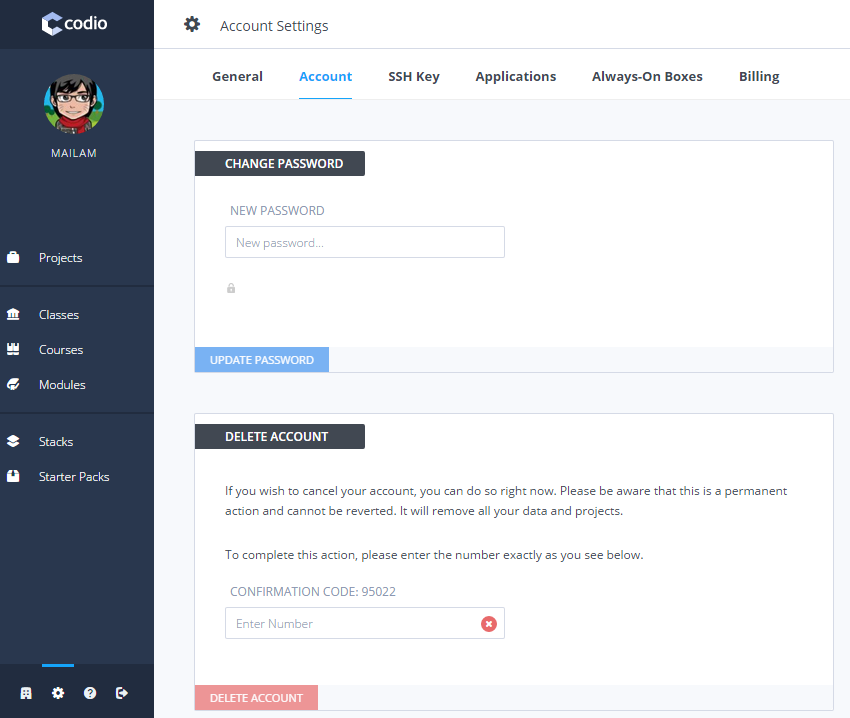 codio
MAILAM
Projects
Classes
Courses
Modules
Stacks
Starter Packs
Account Settings
General Account SSH Key Applications Always-On Boxes Billing
CHANGE PASSWORD
NEW PASSWORD
New password...
UPDATE PASSWORD
DELETE ACCOUNT
If you wish to cancel your account, you can do so right now. Please be aware that this is a permanent
action and cannot be reverted. It will remove all your data and projects.
To complete this action, please enter the number exactly as you see below.
CONFIRMATION CODE: 95022
Enter Number
DELETE ACCOUNT